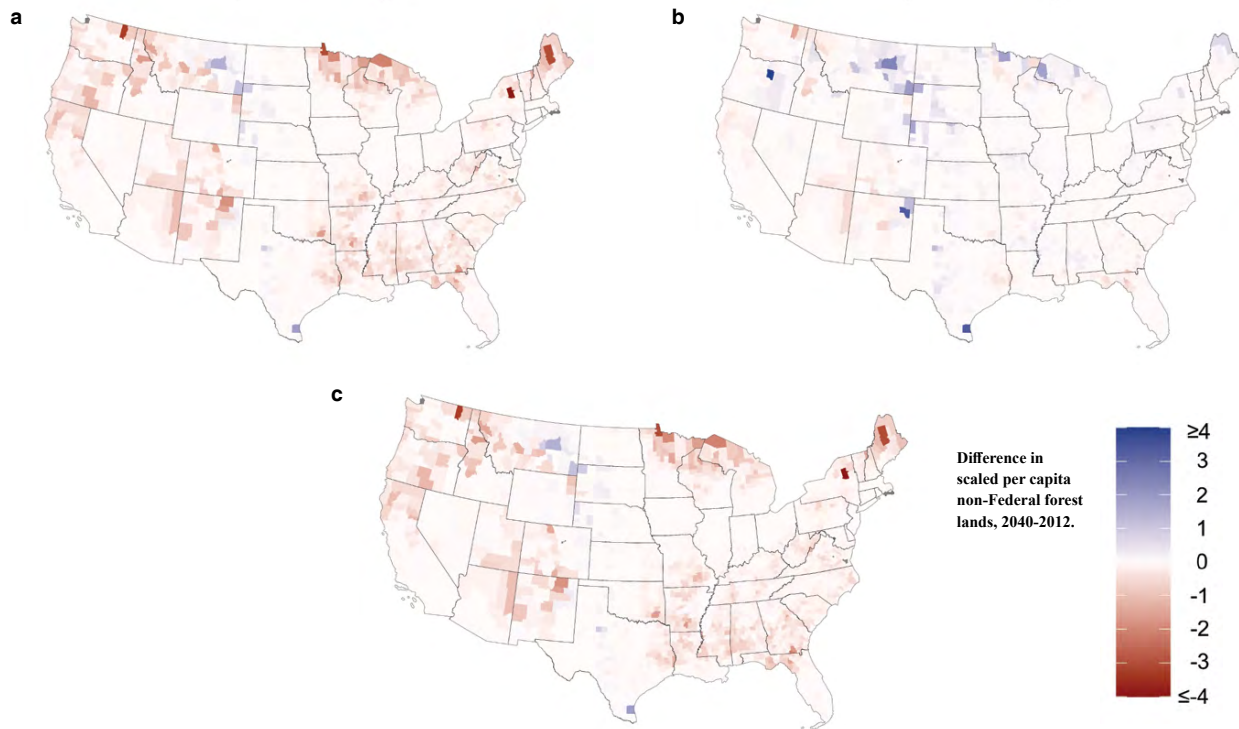 a
b
c
Difference in
scaled per capita
non-Federal forest
lands, 2040-2012.
≥4
3
2
1
0
-1
-2
-3
≤-4